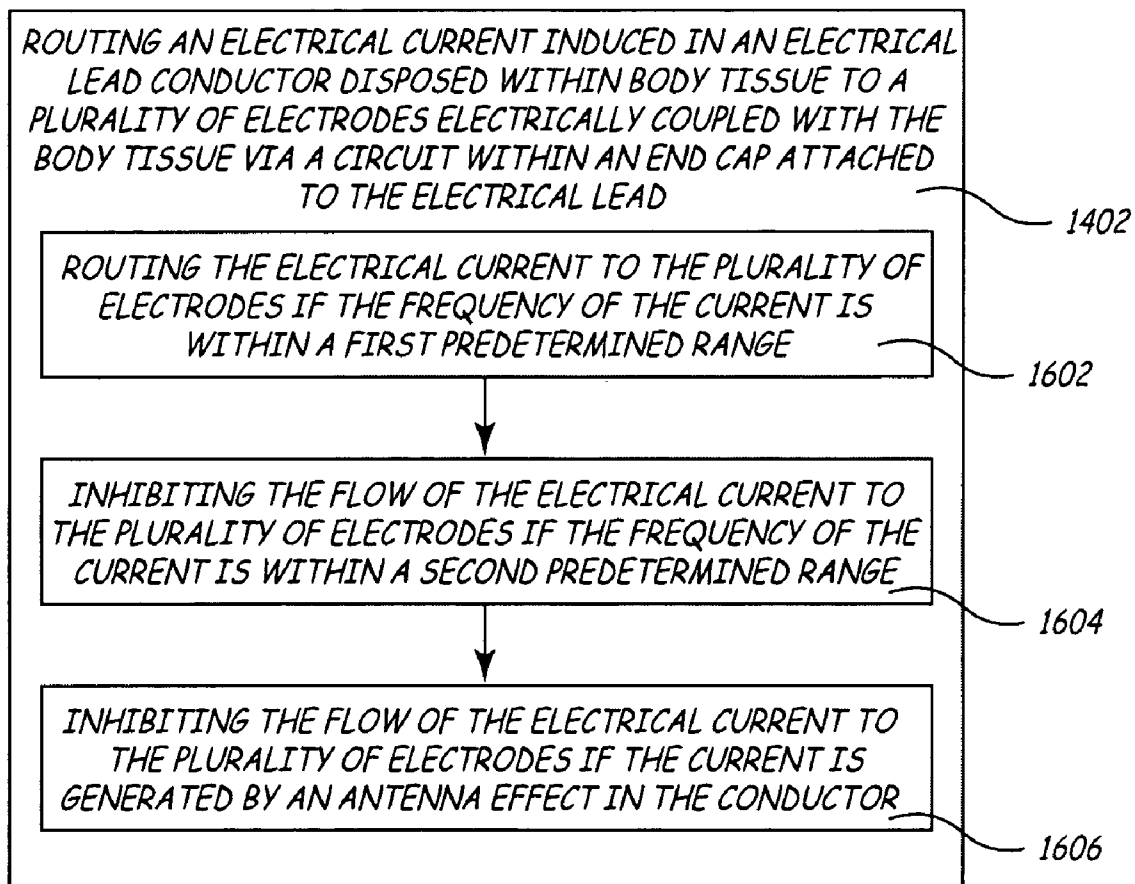 ROUTING AN ELECTRICAL CURRENT INDUCED IN AN ELECTRICAL
LEAD CONDUCTOR DISPOSED WITHIN BODY TISSUE TO A
PLURALITY OF ELECTRODES ELECTRICALLY COUPLED WITH THE
BODY TISSUE VIA A CIRCUIT WITHIN AN END CAP ATTACHED
TO THE ELECTRICAL LEAD
1402
ROUTING THE ELECTRICAL CURRENT TO THE PLURALITY OF
ELECTRODES IF THE FREQUENCY OF THE CURRENT IS
WITHIN A FIRST PREDETERMINED RANGE
1602
INHIBITING THE FLOW OF THE ELECTRICAL CURRENT TO
THE PLURALITY OF ELECTRODES IF THE FREQUENCY OF THE
CURRENT IS WITHIN A SECOND PREDETERMINED RANGE
1604
INHIBITING THE FLOW OF THE ELECTRICAL CURRENT TO
THE PLURALITY OF ELECTRODES IF THE CURRENT IS
GENERATED BY AN ANTENNA EFFECT IN THE CONDUCTOR
1606